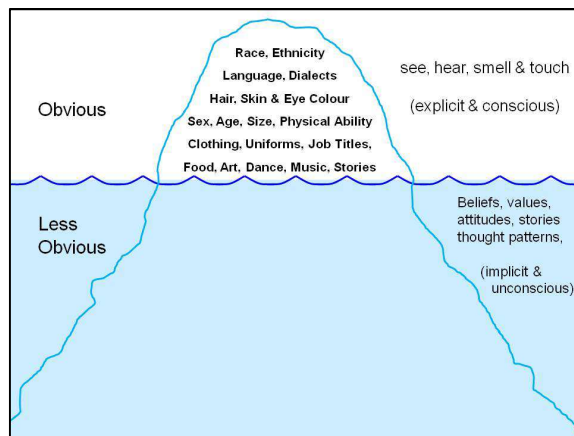 Race, Ethnicity
Language, Dialects
Hair, Skin & Eye Colour
Sex, Age, Size, Physical Ability
Clothing, Uniforms, Job Titles,
Food, Art, Dance, Music, Stories
Obvious
see, hear, smell & touch
(explicit & conscious)
Less
Obvious
Beliefs, values,
attitudes, stories
thought patterns,
(implicit &
unconscious)